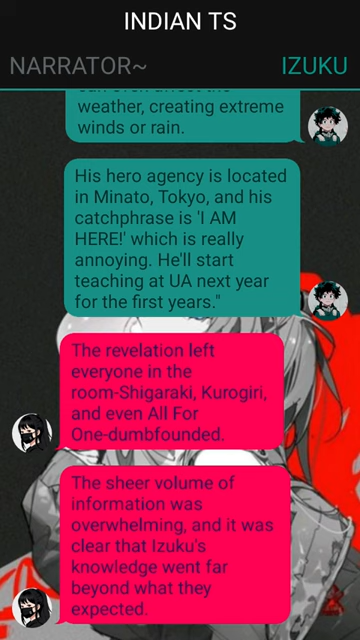 INDIAN TS
NARRATOR~ IZUKU
weather, creating extreme
winds or rain.
His hero agency is located
in Minato, Tokyo, and his
catchphrase is 'I AM
HERE!' which is really
annoying. He'll start
teaching at UA next year
for the first years."
The revelation left
everyone in the
room-Shigaraki, Kurogiri,
and even All For
One-dumbfounded.
The sheer volume of
information was
overwhelming, and it was
clear that Izuku's
knowledge went far
beyond what they
expected.